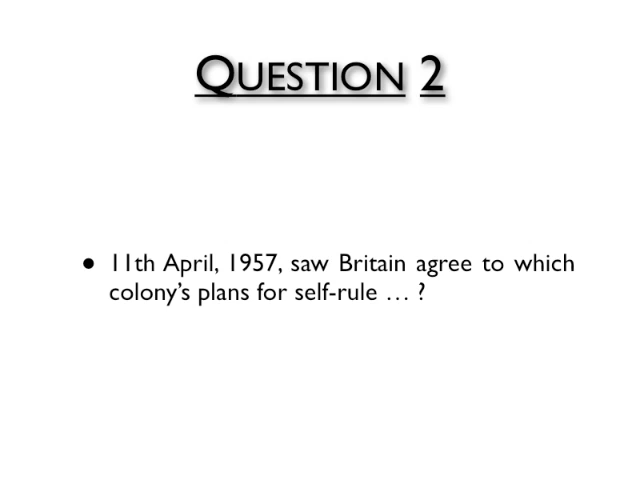 QUESTION 2
• 11th April, 1957, saw Britain agree to which
colony’s plans for self-rule … ?